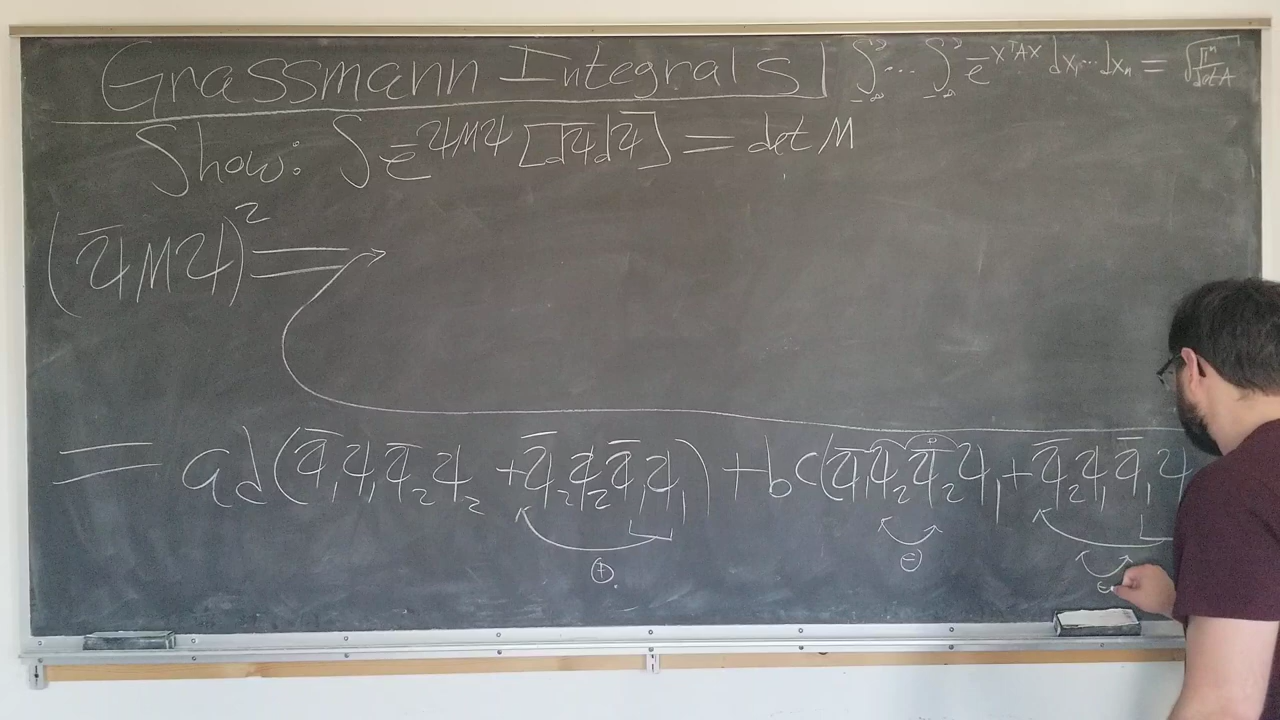 Grassmann Integrals | ∫_{-∞}^{∞} ... ∫_{-∞}^{∞} e^{-x^T A x} dx_1...dx_n = √(π^n / det A)
Show: ∫ e^{-Ψ̄MΨ} [dΨ̄dΨ] = det M
(Ψ̄MΨ)² =
= ad(Ψ̄_1Ψ_1Ψ̄_2Ψ_2 + Ψ̄_2Ψ_2Ψ̄_1Ψ_1) + bc(Ψ̄_1Ψ_2Ψ̄_2Ψ_1 + Ψ̄_2Ψ_1Ψ̄_1Ψ
⊕ ⊖